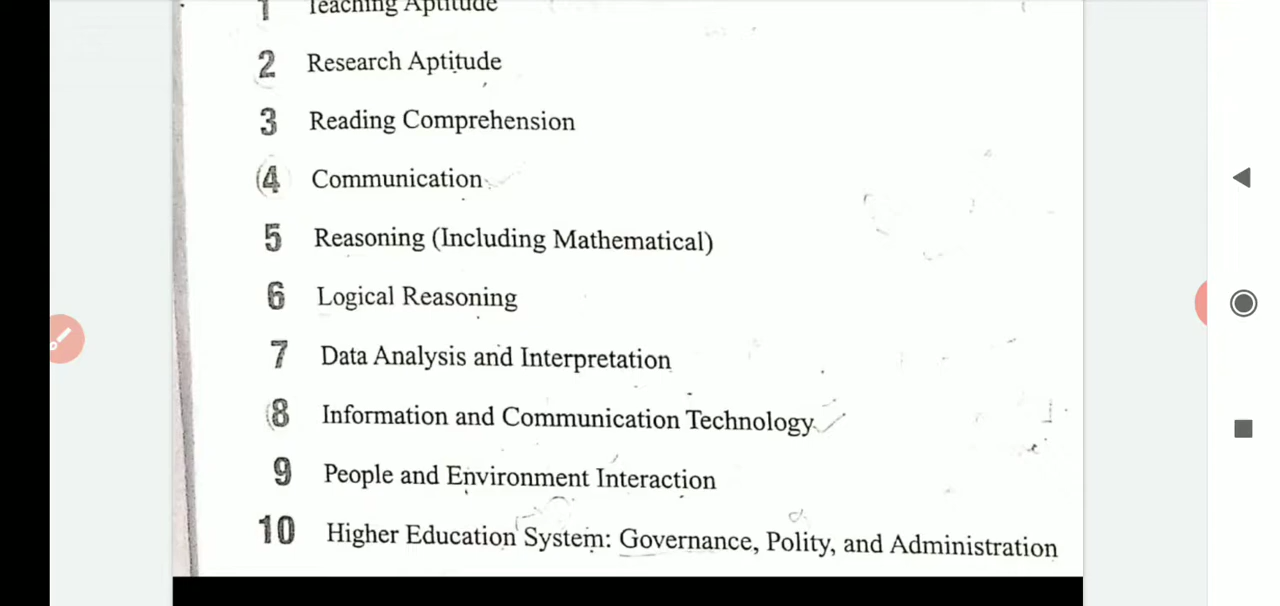 1 Teaching Aptitude
2 Research Aptitude
3 Reading Comprehension
4 Communication
5 Reasoning (Including Mathematical)
6 Logical Reasoning
7 Data Analysis and Interpretation
8 Information and Communication Technology
9 People and Environment Interaction
10 Higher Education System: Governance, Polity, and Administration